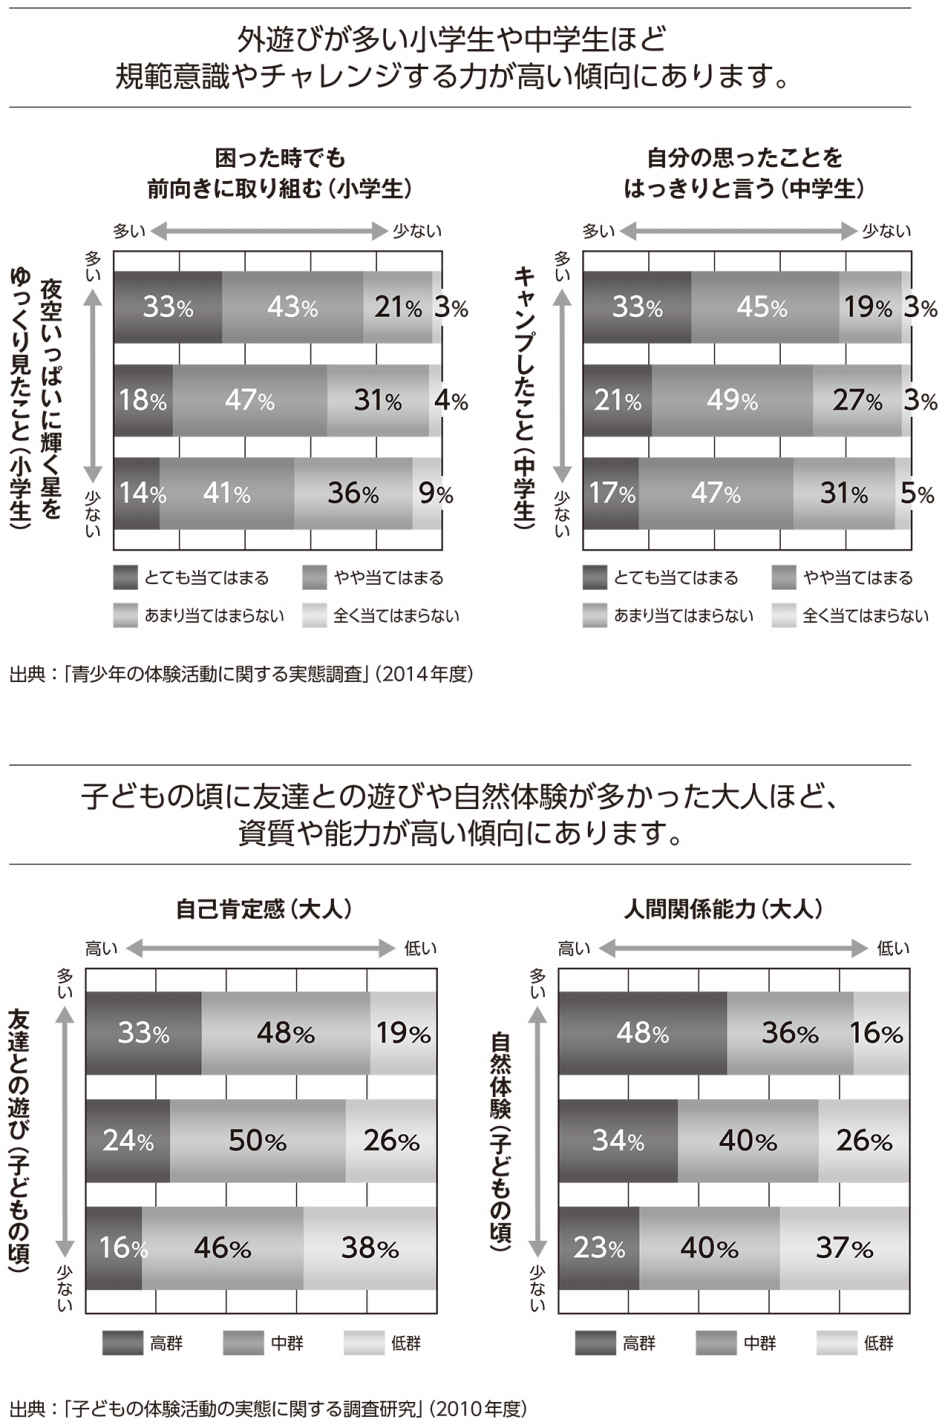 外遊びが多い小学生や中学生ほど
規範意識やチャレンジする力が高い傾向にあります。
困った時でも
前向きに取り組む（小学生）
多い
少ない
夜空いっぱいに輝く星を
ゆっくり見たこと（小学生）
多い
少ない
33%
43%
21%
3%
18%
47%
31%
4%
14%
41%
36%
9%
とても当てはまる
やや当てはまる
あまり当てはまらない
全く当てはまらない
自分の思ったことを
はっきりと言う（中学生）
多い
少ない
キャンプしたこと（中学生）
多い
少ない
33%
45%
19%
3%
21%
49%
27%
3%
17%
47%
31%
5%
とても当てはまる
やや当てはまる
あまり当てはまらない
全く当てはまらない
出典：「青少年の体験活動に関する実態調査」（2014年度）
子どもの頃に友達との遊びや自然体験が多かった大人ほど、
資質や能力が高い傾向にあります。
自己肯定感（大人）
高い
低い
友達との遊び（子どもの頃）
多い
少ない
33%
48%
19%
24%
50%
26%
16%
46%
38%
高群
中群
低群
人間関係能力（大人）
高い
低い
自然体験（子どもの頃）
多い
少ない
48%
36%
16%
34%
40%
26%
23%
40%
37%
高群
中群
低群
出典：「子どもの体験活動の実態に関する調査研究」（2010年度）